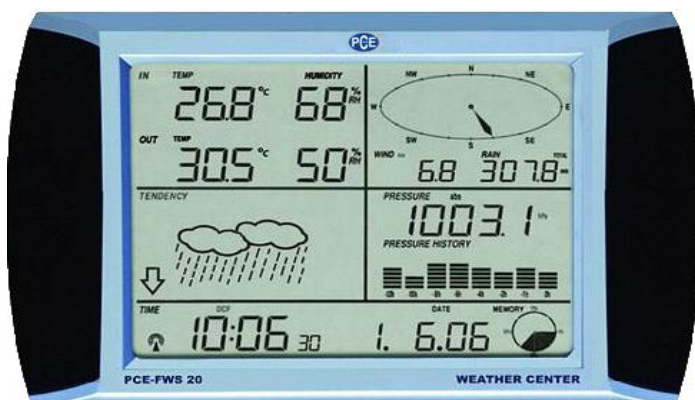 PCE
IN TEMP HUMIDITY
26.8 °C 68 % RH
OUT TEMP
30.5 °C 50 % RH
N
NW NE
W E
SW SE
S
WIND RAIN TOTAL
6.8 307.8
TENDENCY
PRESSURE abs
1003.1 hPa
PRESSURE HISTORY
TIME DCF DATE MEMORY
10:06 30 1. 6.06
PCE-FWS 20 WEATHER CENTER